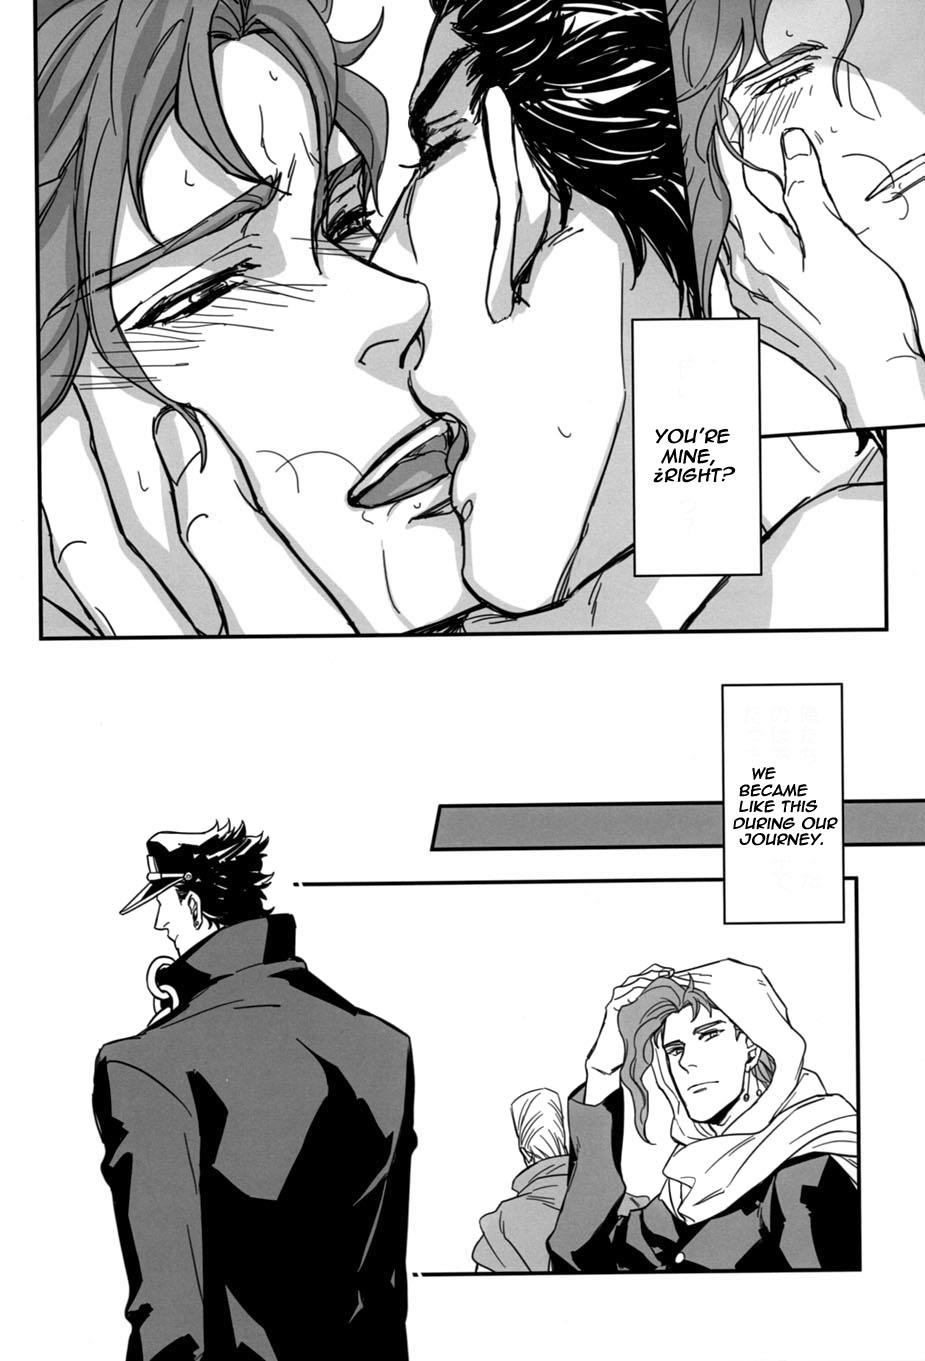 YOU'RE
MINE,
¿RIGHT?
WE
BECAME
LIKE THIS
DURING OUR
JOURNEY.